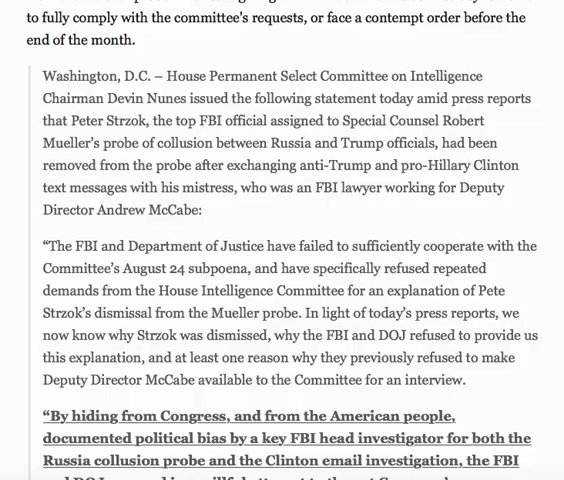 to fully comply with the committee's requests, or face a contempt order before the
end of the month.
Washington, D.C. – House Permanent Select Committee on Intelligence
Chairman Devin Nunes issued the following statement today amid press reports
that Peter Strzok, the top FBI official assigned to Special Counsel Robert
Mueller’s probe of collusion between Russia and Trump officials, had been
removed from the probe after exchanging anti-Trump and pro-Hillary Clinton
text messages with his mistress, who was an FBI lawyer working for Deputy
Director Andrew McCabe:
“The FBI and Department of Justice have failed to sufficiently cooperate with the
Committee’s August 24 subpoena, and have specifically refused repeated
demands from the House Intelligence Committee for an explanation of Pete
Strzok’s dismissal from the Mueller probe. In light of today’s press reports, we
now know why Strzok was dismissed, why the FBI and DOJ refused to provide us
this explanation, and at least one reason why they previously refused to make
Deputy Director McCabe available to the Committee for an interview.
“By hiding from Congress, and from the American people,
documented political bias by a key FBI head investigator for both the
Russia collusion probe and the Clinton email investigation, the FBI